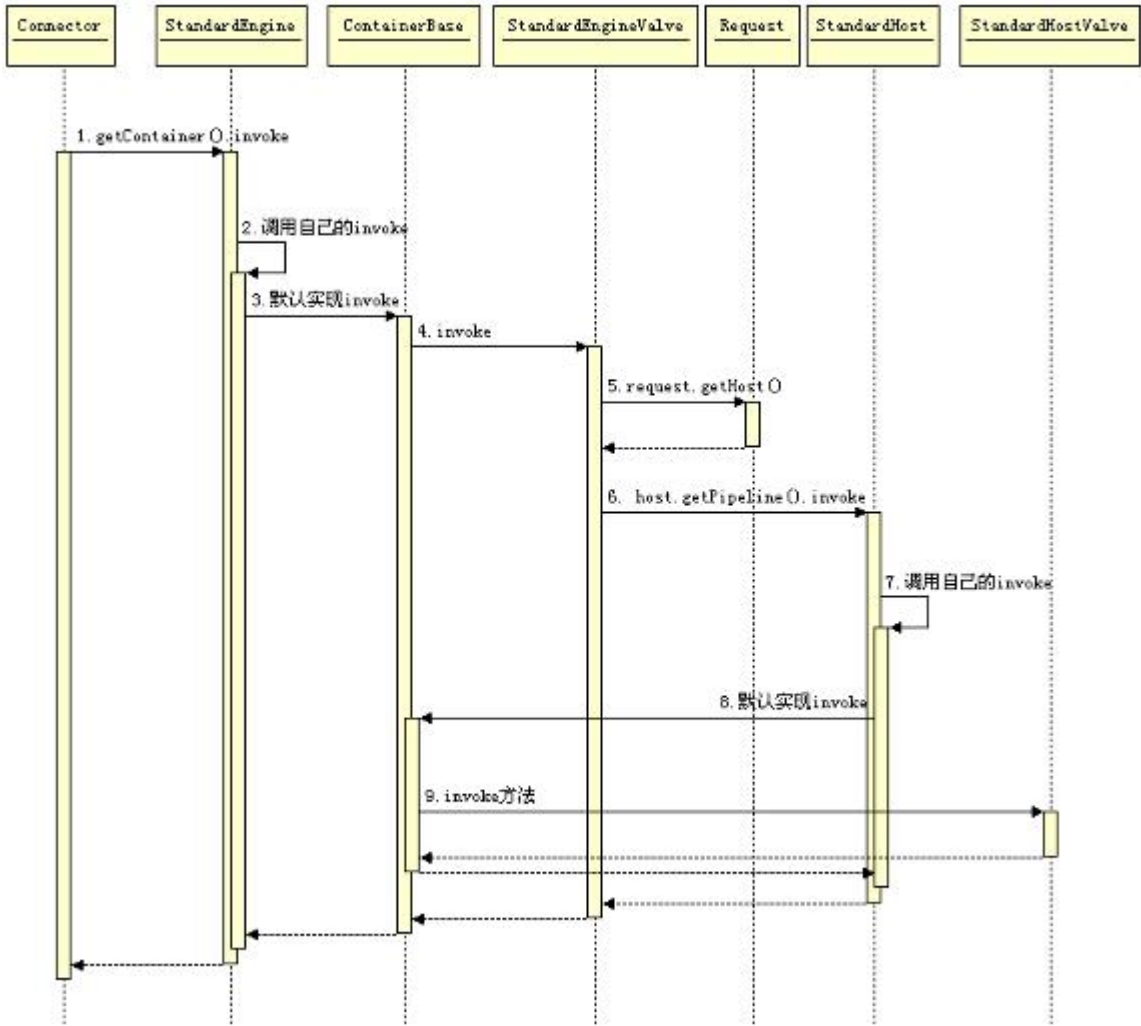 Connector
StandardEngine
ContainerBase
StandardEngineValve
Request
StandardHost
StandardHostValve
1.getContainer().invoke
2.调用自己的invoke
3.默认实现invoke
4.invoke
5.request.getHost()
6. host.getPipeline().invoke
7.调用自己的invoke
8.默认实现invoke
9.invoke方法